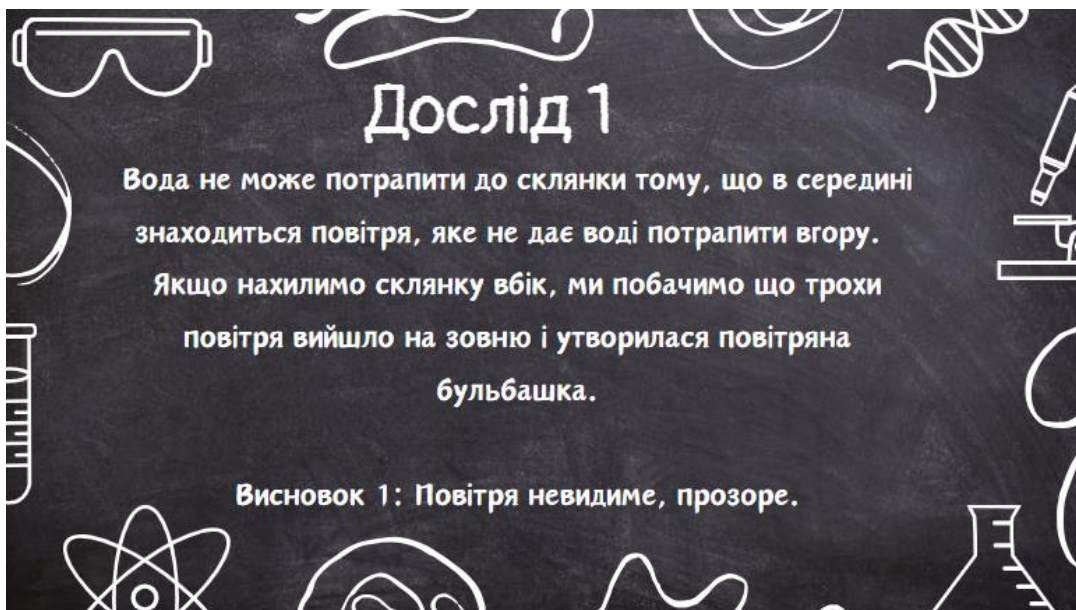 Дослід 1
Вода не може потрапити до склянки тому, що в середині
знаходиться повітря, яке не дає воді потрапити вгору.
Якщо нахилимо склянку вбік, ми побачимо що трохи
повітря вийшло на зовню і утворилася повітряна
бульбашка.
Висновок 1: Повітря невидиме, прозоре.